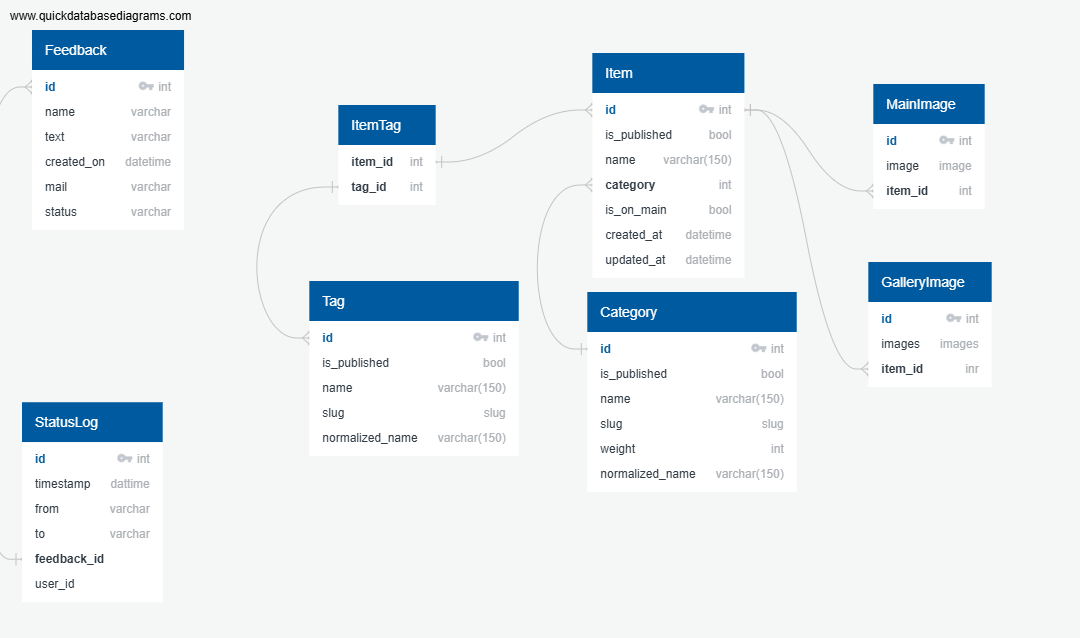 www.quickdatabasediagrams.com
Feedback
id int
name varchar
text varchar
created_on datetime
mail varchar
status varchar
ItemTag
item_id int
tag_id int
Item
id int
is_published bool
name varchar(150)
category int
is_on_main bool
created_at datetime
updated_at datetime
MainImage
id int
image image
item_id int
GalleryImage
id int
images images
item_id inr
Tag
id int
is_published bool
name varchar(150)
slug slug
normalized_name varchar(150)
Category
id int
is_published bool
name varchar(150)
slug slug
weight int
normalized_name varchar(150)
StatusLog
id int
timestamp dattime
from varchar
to varchar
feedback_id
user_id